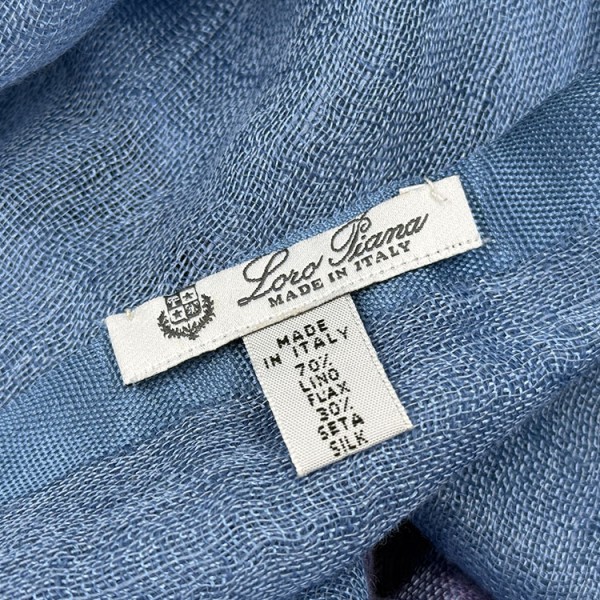 Loro Piana
MADE IN ITALY
MADE
IN ITALY
70%
LINO
FLAX
30%
SETA
SILK